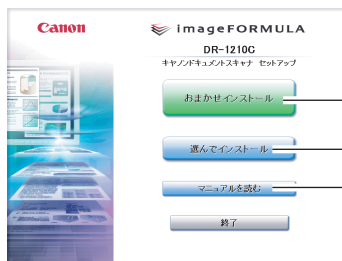 Canon
imageFORMULA
DR-1210C
キヤノンドキュメントスキャナ セットアップ
おまかせインストール
選んでインストール
マニュアルを読む
終了